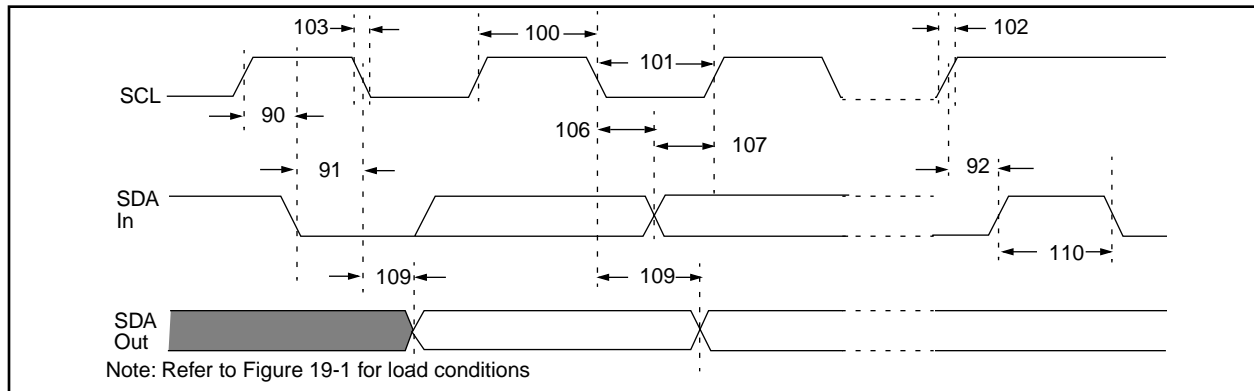 103
100
101
102
SCL
90
106
107
91
92
SDA
In
110
109
109
SDA
Out
Note: Refer to Figure 19-1 for load conditions